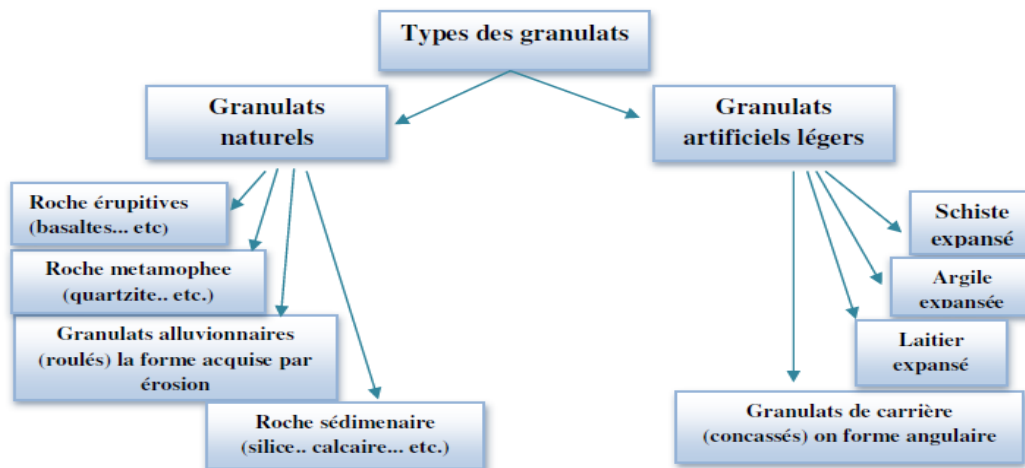 Types des granulats
Granulats
naturels
Granulats
artificiels légers
Roche érupitives
(basaltes... etc)
Roche metamophee
(quartzite.. etc.)
Granulats alluvionnaires
(roulés) la forme acquise par
érosion
Roche sédimenaire
(silice.. calcaire... etc.)
Schiste
expansé
Argile
expansée
Laitier
expansé
Granulats de carrière
(concassés) on forme angulaire